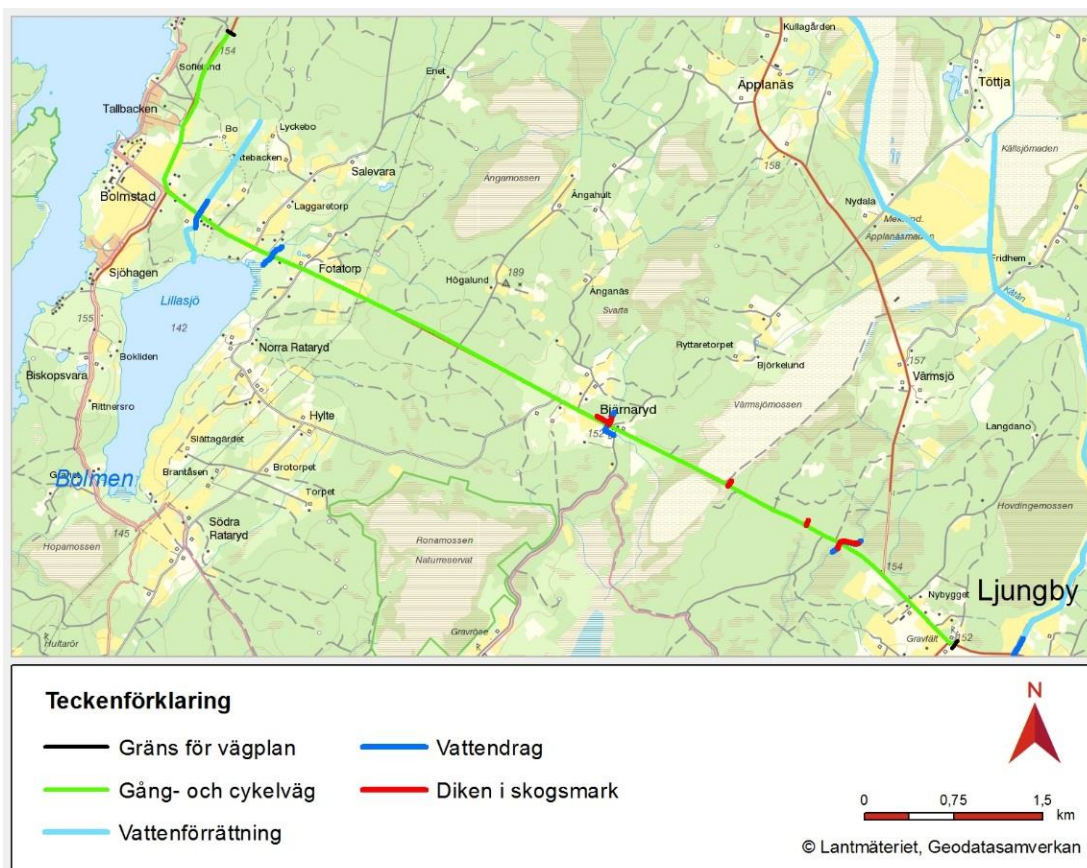 Kullagården
154
Sofielund
Enet
Äpplanäs
Töttja
Tallbacken
Bo
Lyckebo
Källsjömaden
Salevara
158
Ängamossen
Bolmstad
Laggaretorp
Ängahult
Nydala
Applanäsmaden
Sjöhagen
Fotatorp
Fridhem
189
Högalund
Kåtån
Lillasjö
Änganäs
155
142
Svarta
Norra Rataryd
Ryttaretorpet
157
Bokliden
Björkelund
Biskopsvara
Värmsjö
Rittnersro
Värmsjömossen
Hylte
Bjärnaryd
Langdano
Slättagärdet
152
Bolmen
Brantåsen
Brotorpet
Torpet
Hovdingemossen
Södra
Rataryd
145
Hopamossen
Ronamossen
Naturreservat
154
Nybygget
Ljungby
Gravröse
Gravfält
152
Hultarör
Teckenförklaring
N
Gräns för vägplan
Vattendrag
Gång- och cykelväg
Diken i skogsmark
0 0,75 1,5
km
Vattenförrättning
© Lantmäteriet, Geodatasamverkan